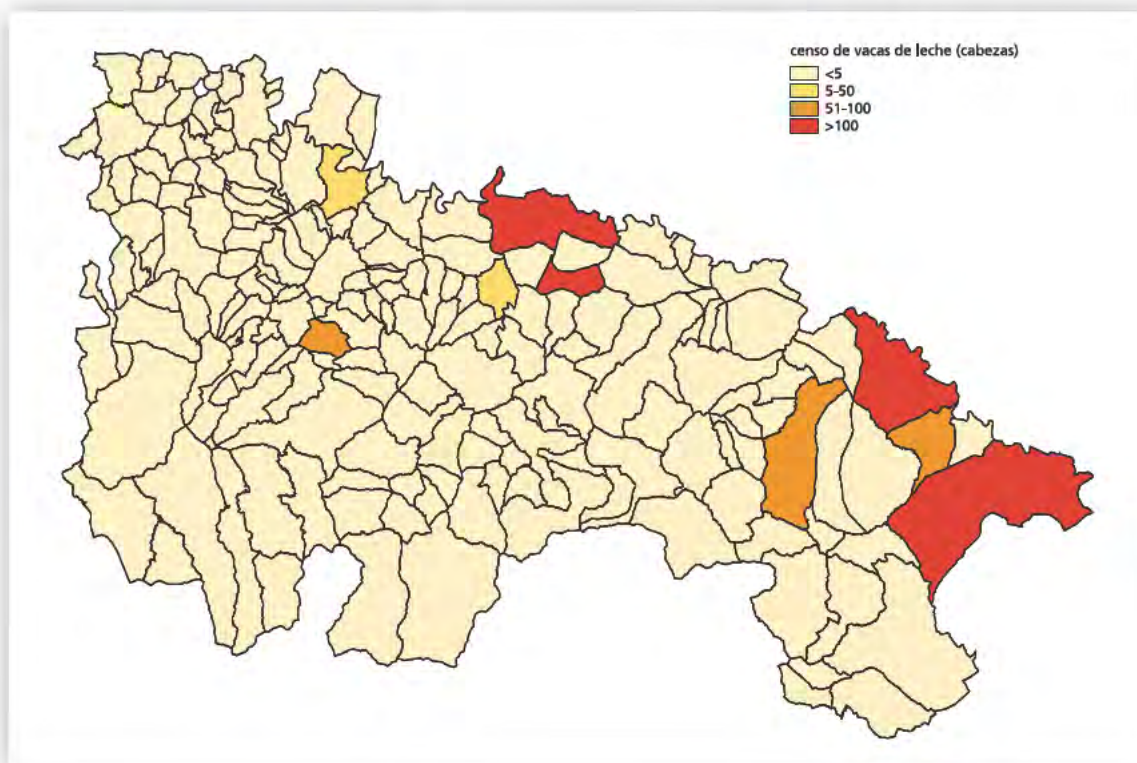 censo de vacas de leche (cabezas)
<5
5-50
51-100
>100